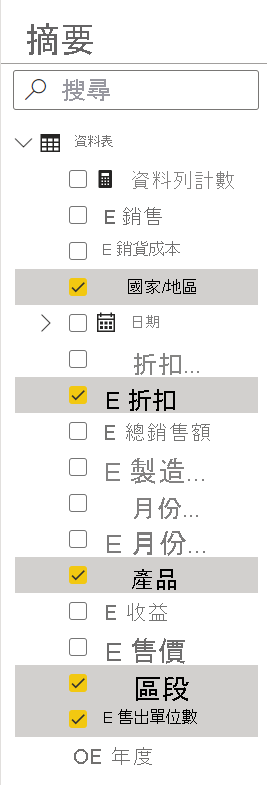 摘要
搜尋
資料表
資料列計數
E 銷售
E 銷貨成本
國家/地區
日期
折扣...
E 折扣
E 總銷售額
E 製造...
月份...
E 月份...
產品
E 收益
E 售價
區段
E 售出單位數
OE 年度